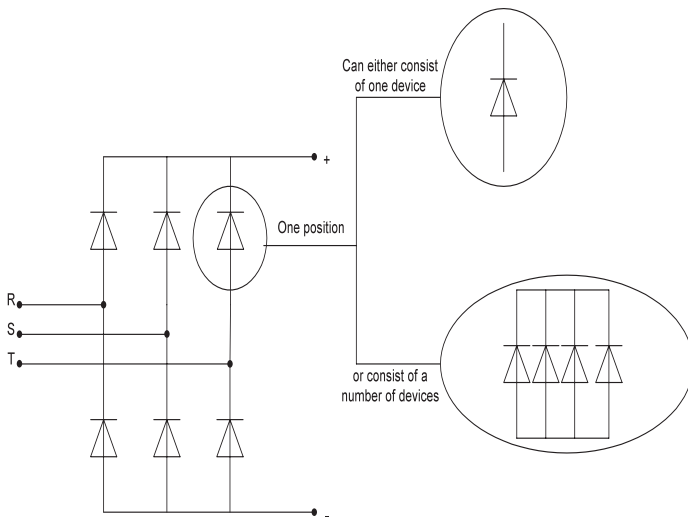 Can either consist
of one device
+
One position
R
S
T
or consist of a
number of devices
-